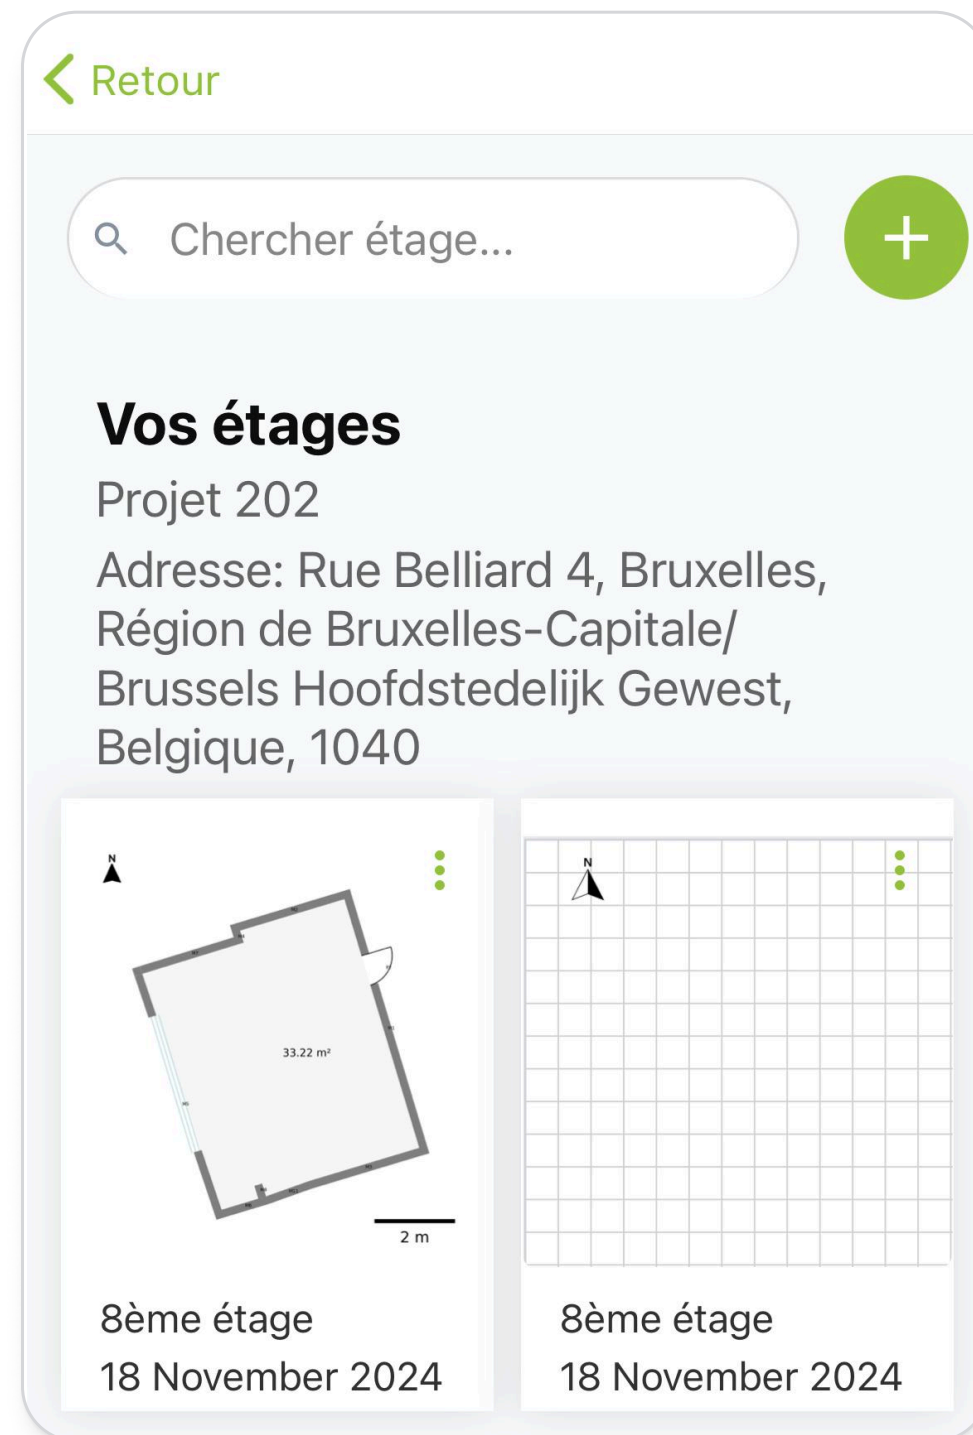 Retour
Chercher étage...
Vos étages
Projet 202
Adresse: Rue Belliard 4, Bruxelles,
Région de Bruxelles-Capitale/
Brussels Hoofdstedelijk Gewest,
Belgique, 1040
N
33.22 m²
2 m
N
8ème étage
18 November 2024
8ème étage
18 November 2024